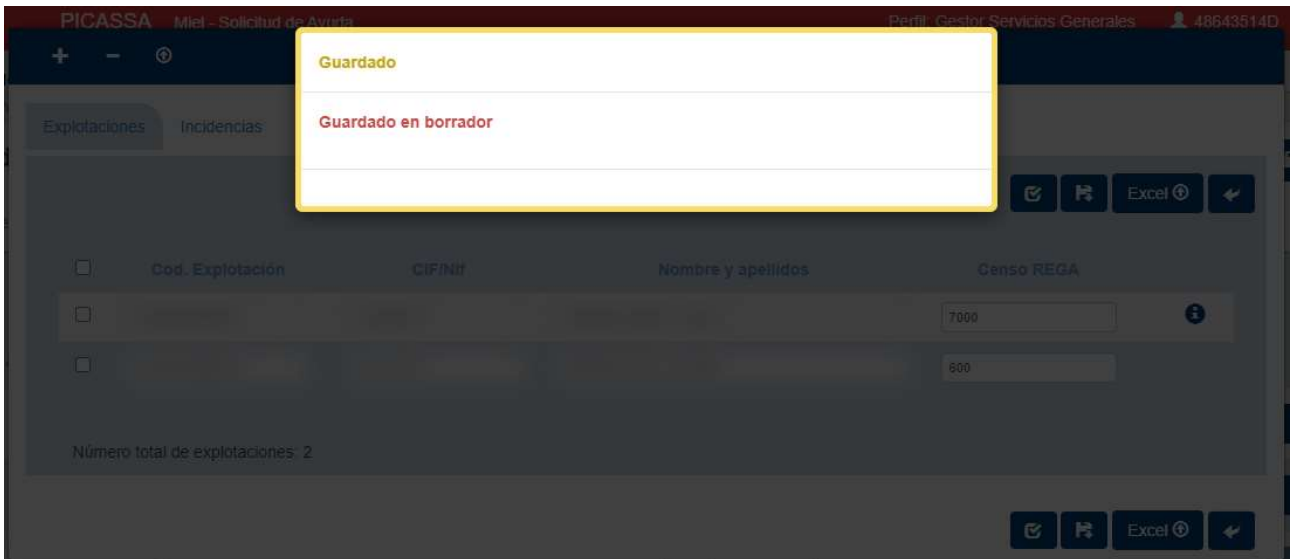 PICASSA Miel - Solicitud de Ayuda Perfil: Gestor Servicios Generales 48643514D
Guardado
Guardado en borrador
Explotaciones Incidencias
Excel
Cod. Explotación CIF/Nif Nombre y apellidos Censo REGA
7000
600
Número total de explotaciones: 2
Excel